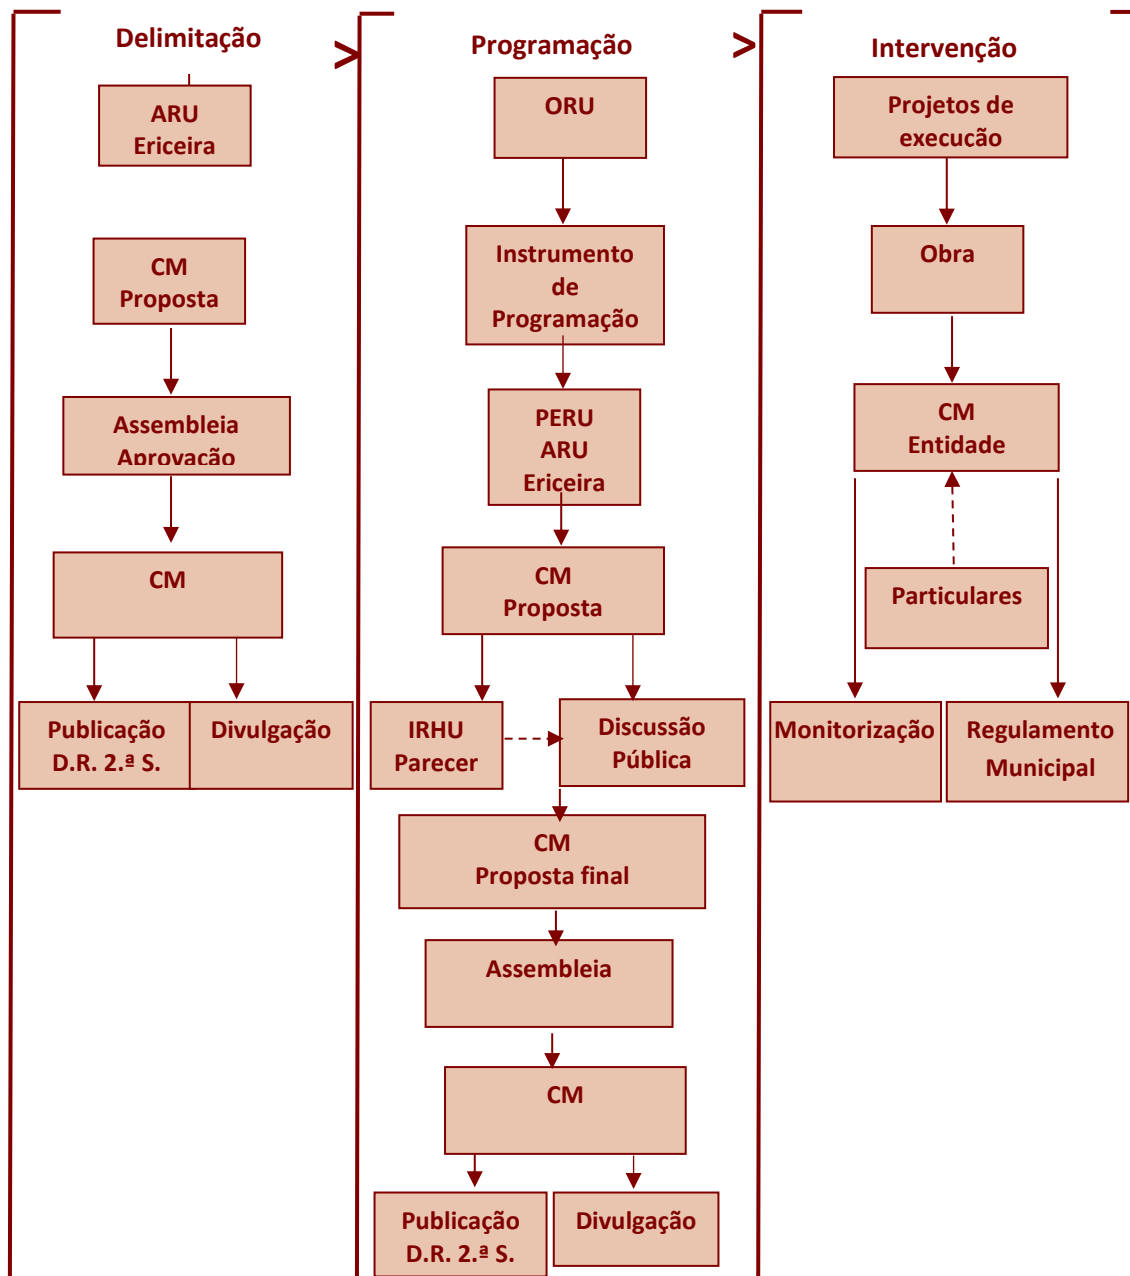 Delimitação
>
Programação
>
Intervenção
ARU
Ericeira
CM
Proposta
Assembleia
Aprovação
CM
Publicação
D.R. 2.ª S.
Divulgação
ORU
Instrumento
de
Programação
PERU
ARU
Ericeira
CM
Proposta
IRHU
Parecer
Discussão
Pública
CM
Proposta final
Assembleia
CM
Publicação
D.R. 2.ª S.
Divulgação
Projetos de
execução
Obra
CM
Entidade
Particulares
Monitorização
Regulamento
Municipal